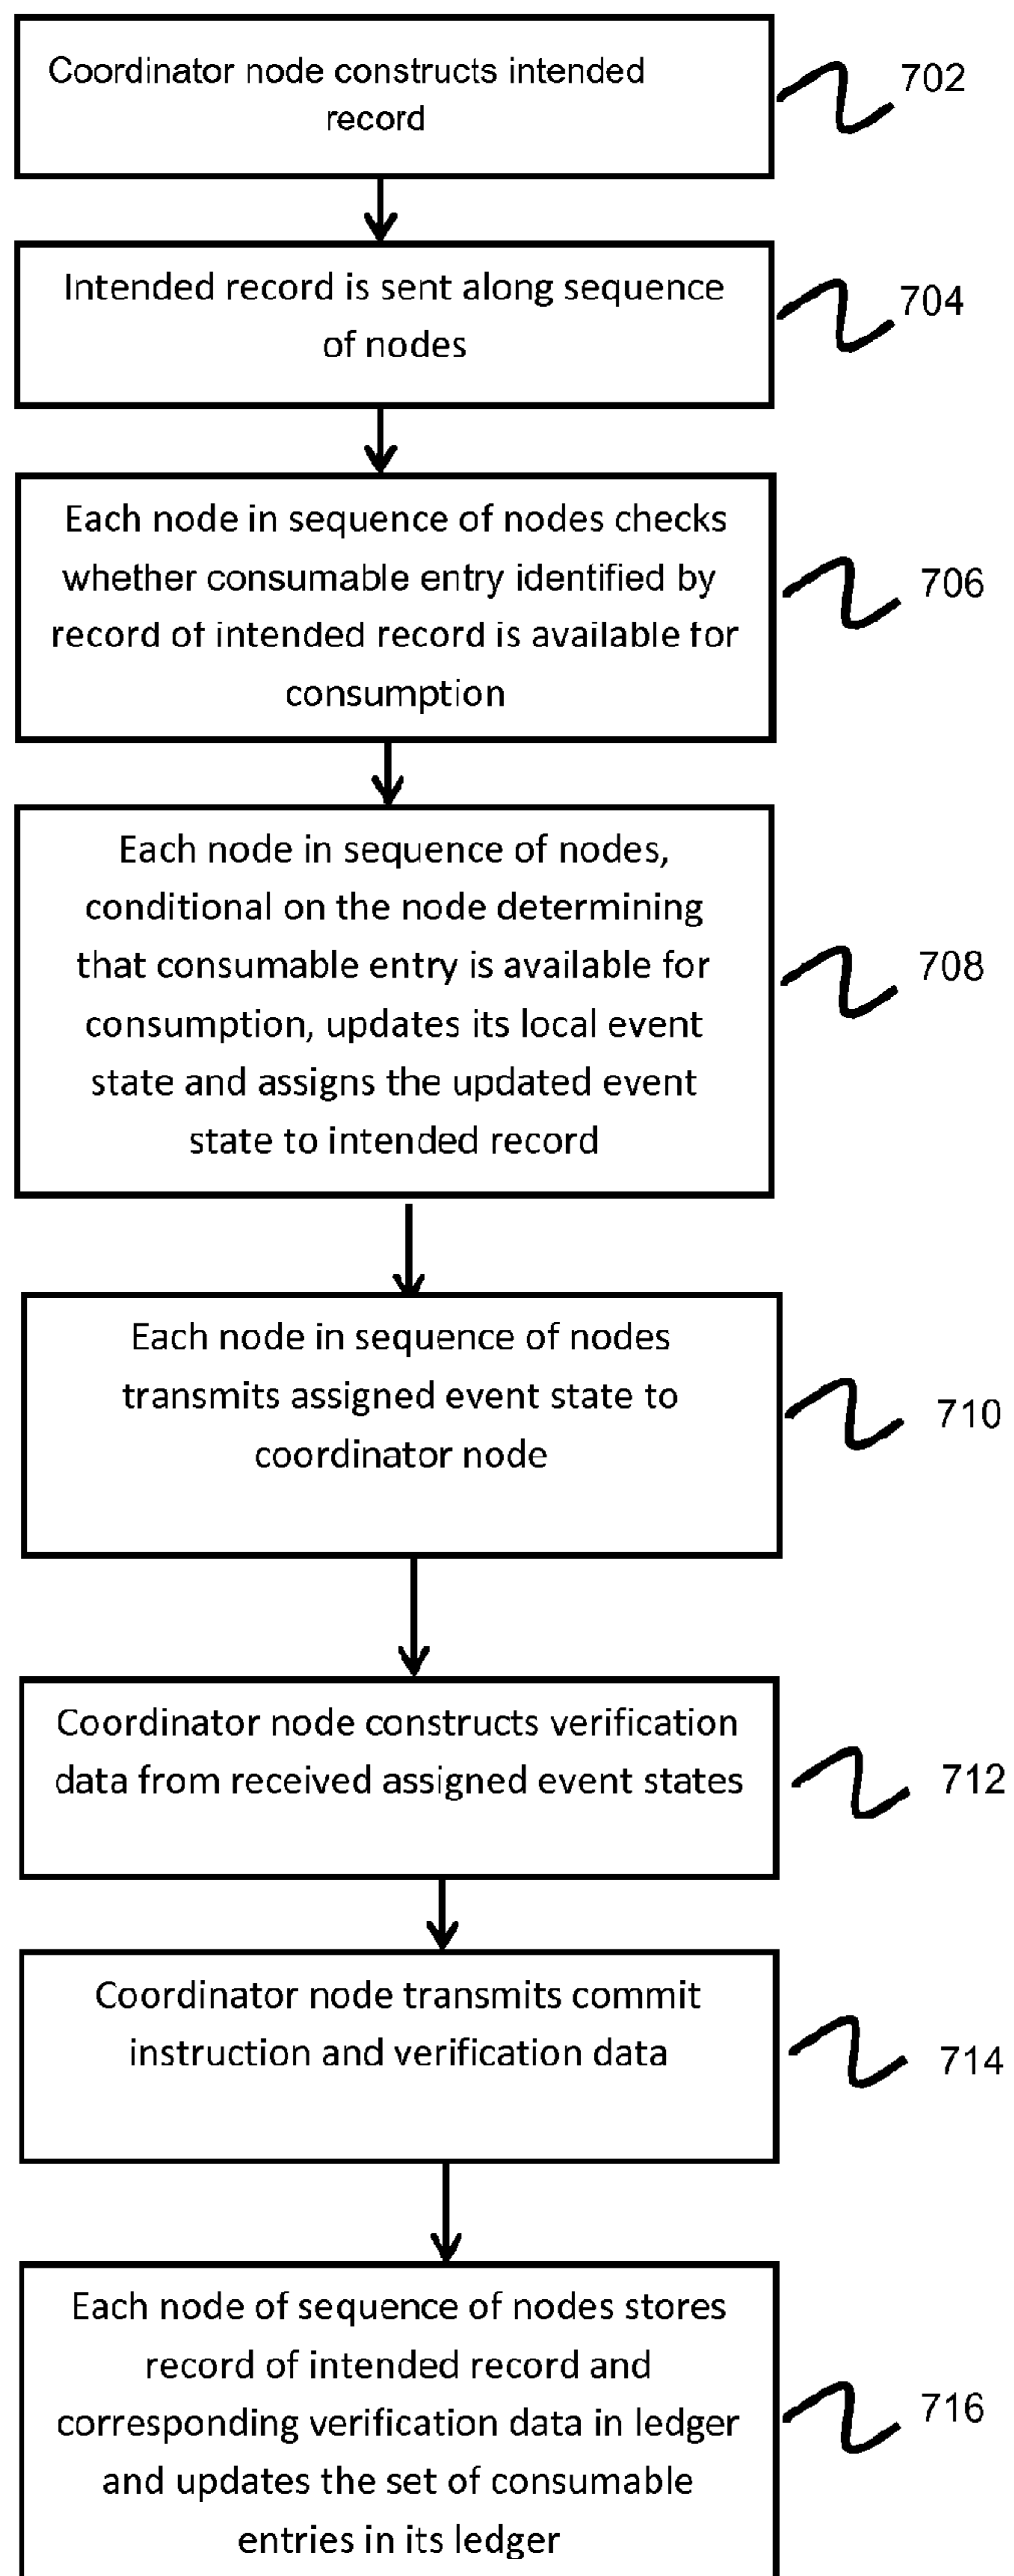 Coordinator node constructs intended
record
702
Intended record is sent along sequence
of nodes
704
Each node in sequence of nodes checks
whether consumable entry identified by
record of intended record is available for
consumption
706
Each node in sequence of nodes,
conditional on the node determining
that consumable entry is available for
consumption, updates its local event
state and assigns the updated event
state to intended record
708
Each node in sequence of nodes
transmits assigned event state to
coordinator node
710
Coordinator node constructs verification
data from received assigned event states
712
Coordinator node transmits commit
instruction and verification data
714
Each node of sequence of nodes stores
record of intended record and
corresponding verification data in ledger
and updates the set of consumable
entries in its ledger
716